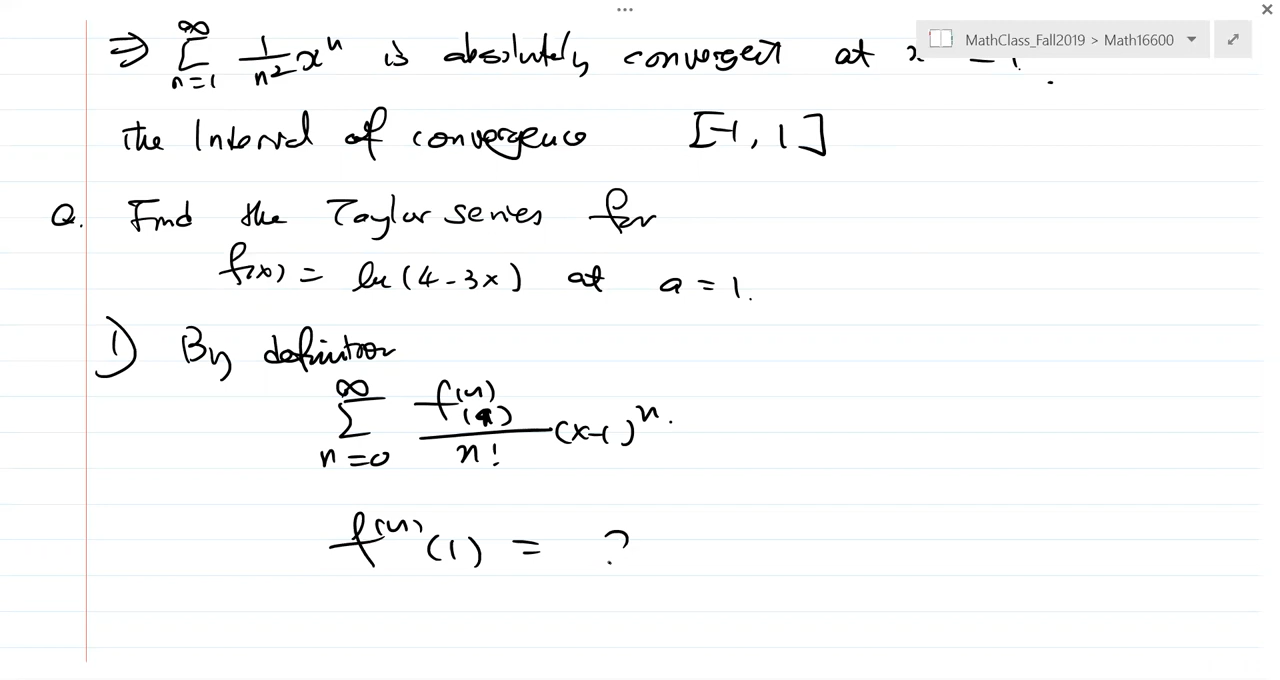 ⇒ ∑_{n=1}^{∞} 1/n² xⁿ is absolutely convergent at x = 1.
MathClass_Fall2019 > Math16600
the Interval of convergence [-1, 1]
Q. Find the Taylor series for
f(x) = ln(4-3x) at a = 1.
1) By definition
∑_{n=0}^{∞} f⁽ⁿ⁾(a)/n! (x-1)ⁿ.
f⁽ⁿ⁾(1) = ?